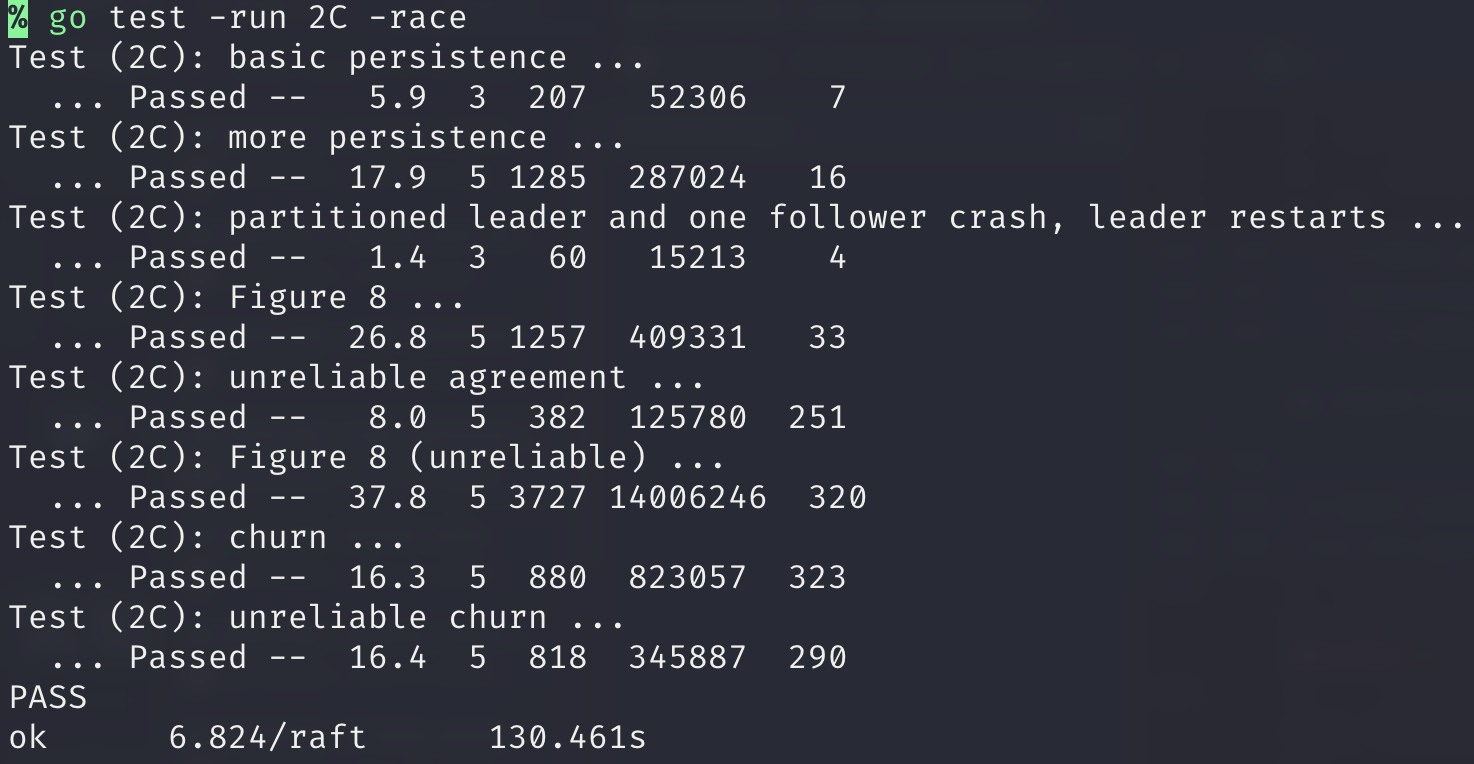 % go test -run 2C -race
Test (2C): basic persistence ...
  ... Passed --   5.9  3  207   52306    7
Test (2C): more persistence ...
  ... Passed --  17.9  5 1285  287024   16
Test (2C): partitioned leader and one follower crash, leader restarts ...
  ... Passed --   1.4  3   60   15213    4
Test (2C): Figure 8 ...
  ... Passed --  26.8  5 1257  409331   33
Test (2C): unreliable agreement ...
  ... Passed --   8.0  5  382  125780  251
Test (2C): Figure 8 (unreliable) ...
  ... Passed --  37.8  5 3727 14006246  320
Test (2C): churn ...
  ... Passed --  16.3  5  880  823057  323
Test (2C): unreliable churn ...
  ... Passed --  16.4  5  818  345887  290
PASS
ok      6.824/raft      130.461s